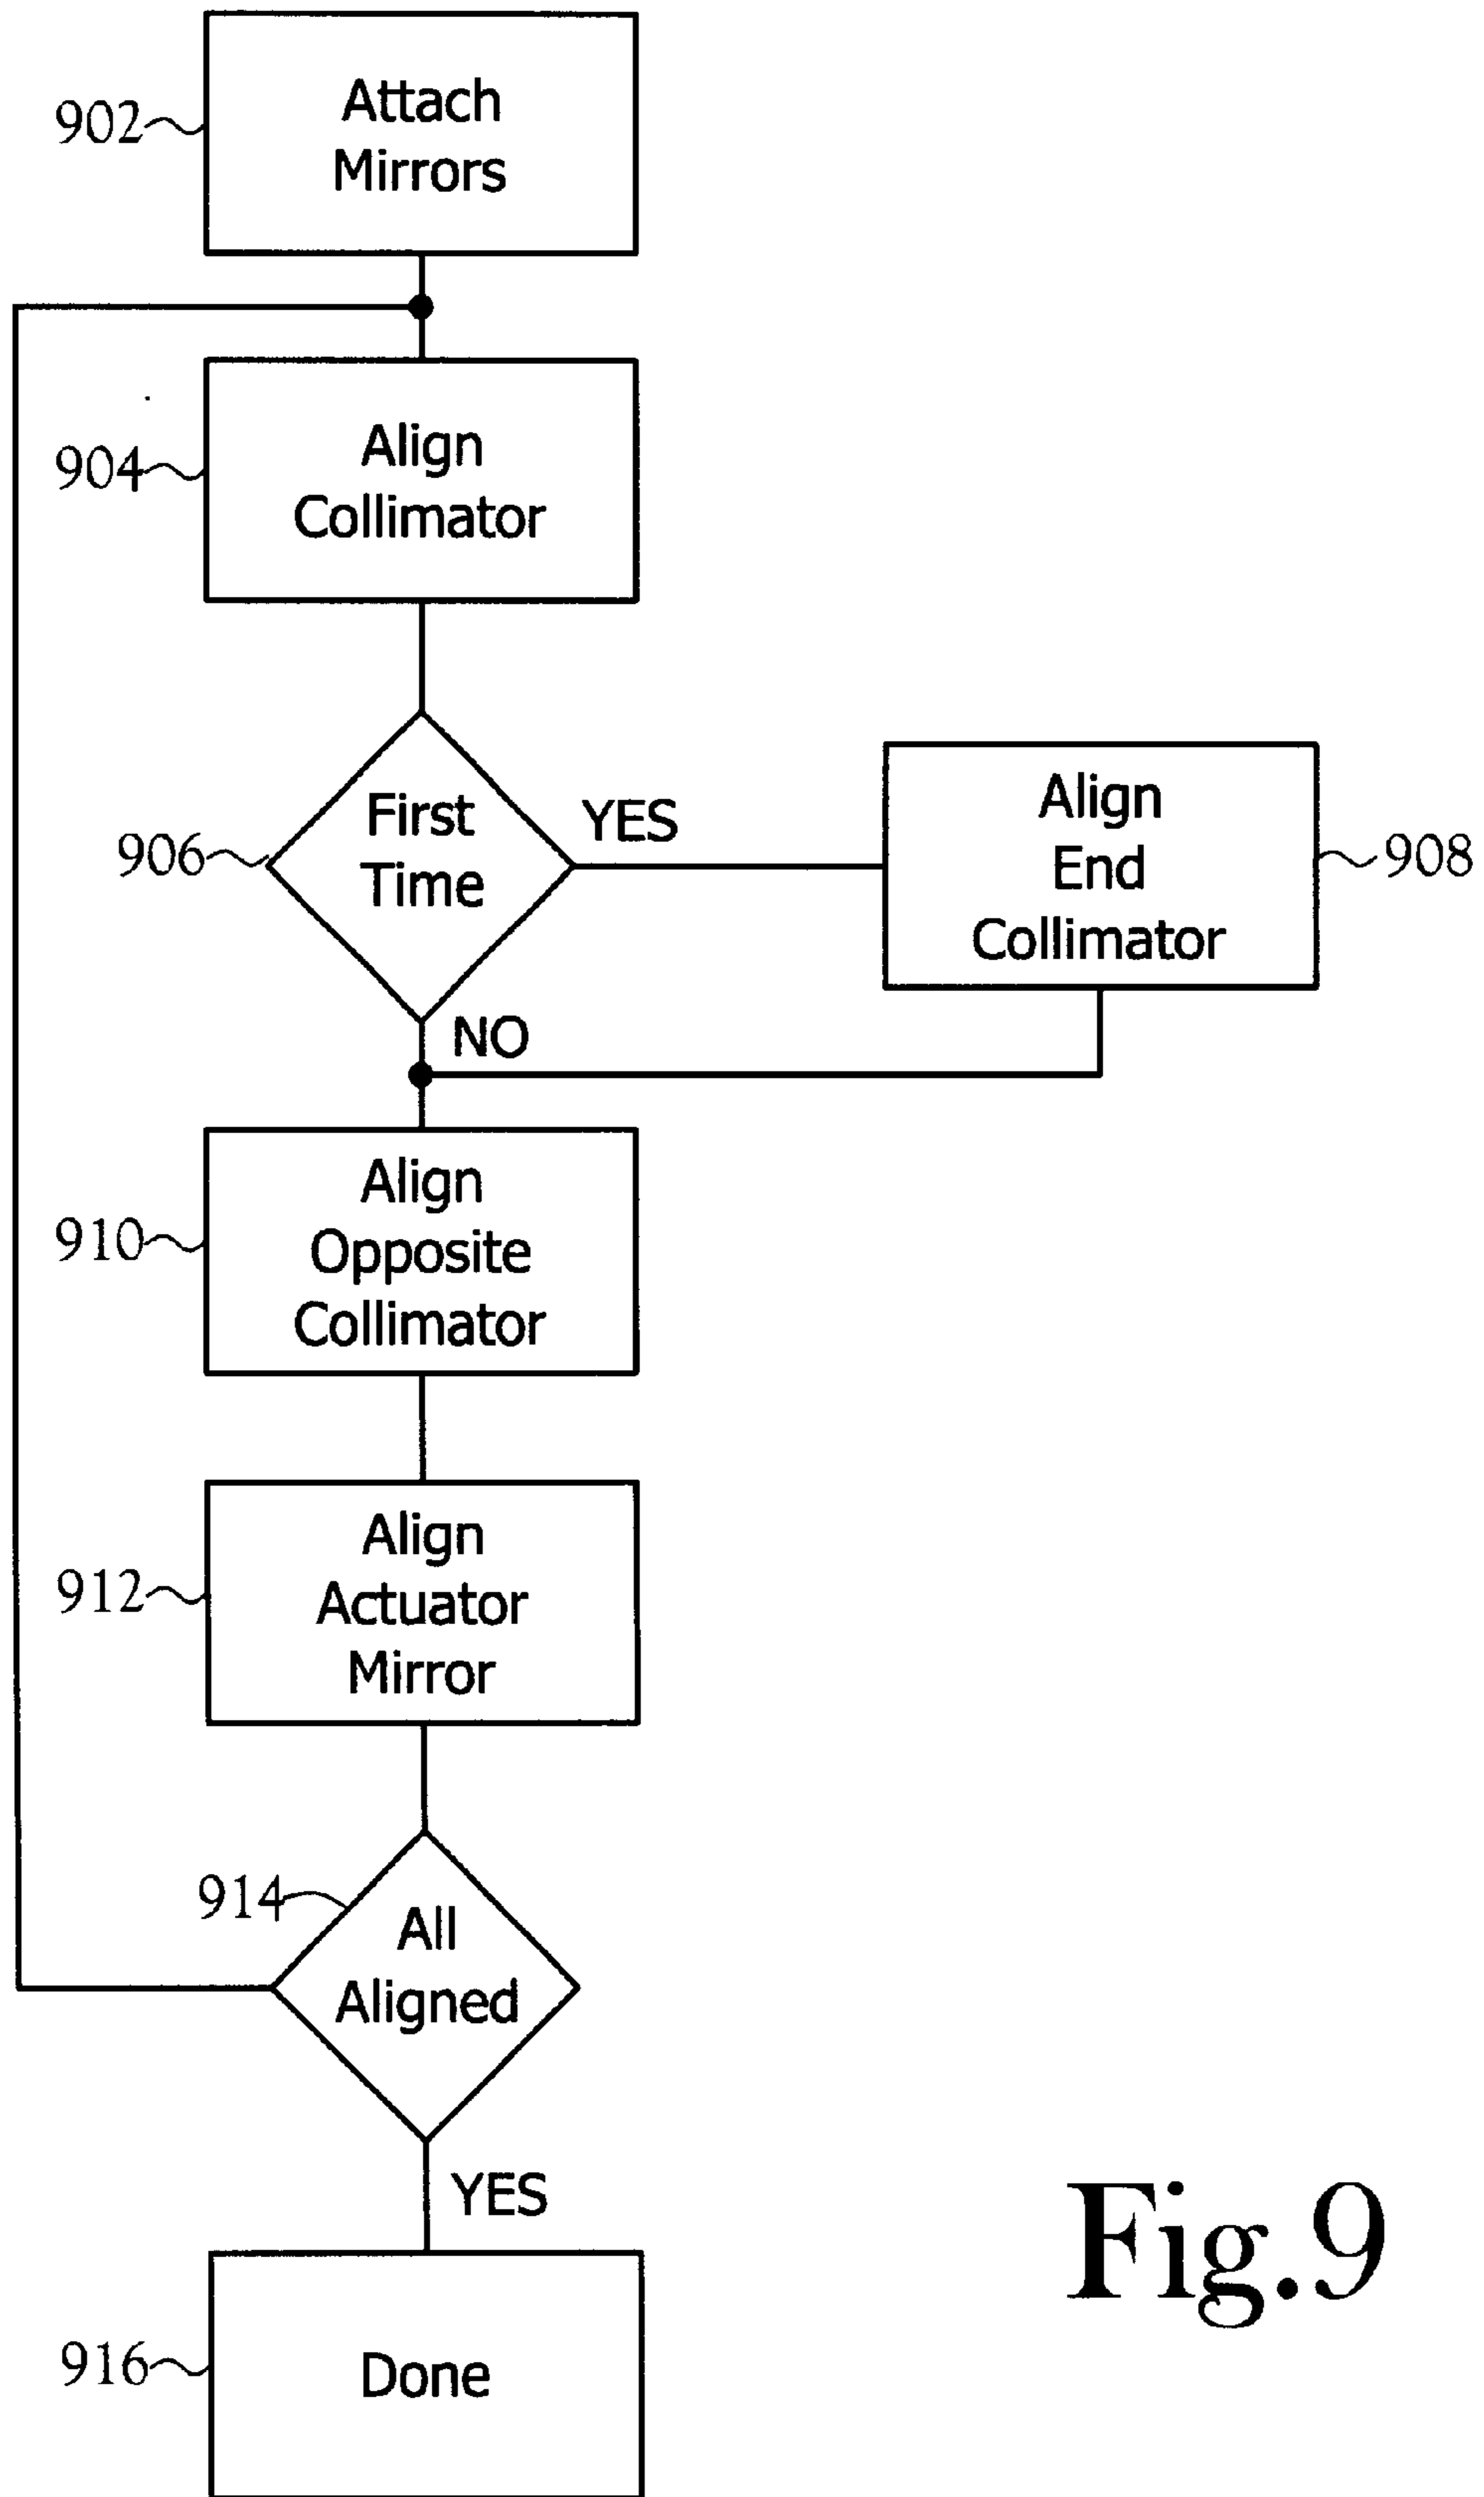 902
Attach
Mirrors
904
Align
Collimator
906
First
Time
YES
Align
End
Collimator
908
NO
910
Align
Opposite
Collimator
912
Align
Actuator
Mirror
914
All
Aligned
YES
916
Done
Fig.9